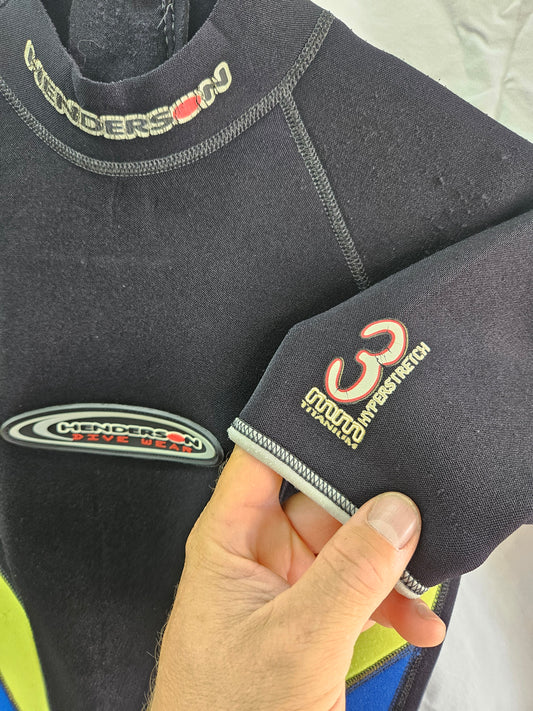 HENDERSON
3
mm
TITANIUM
HYPERSTRETCH
HENDERSON
DIVE WEAR